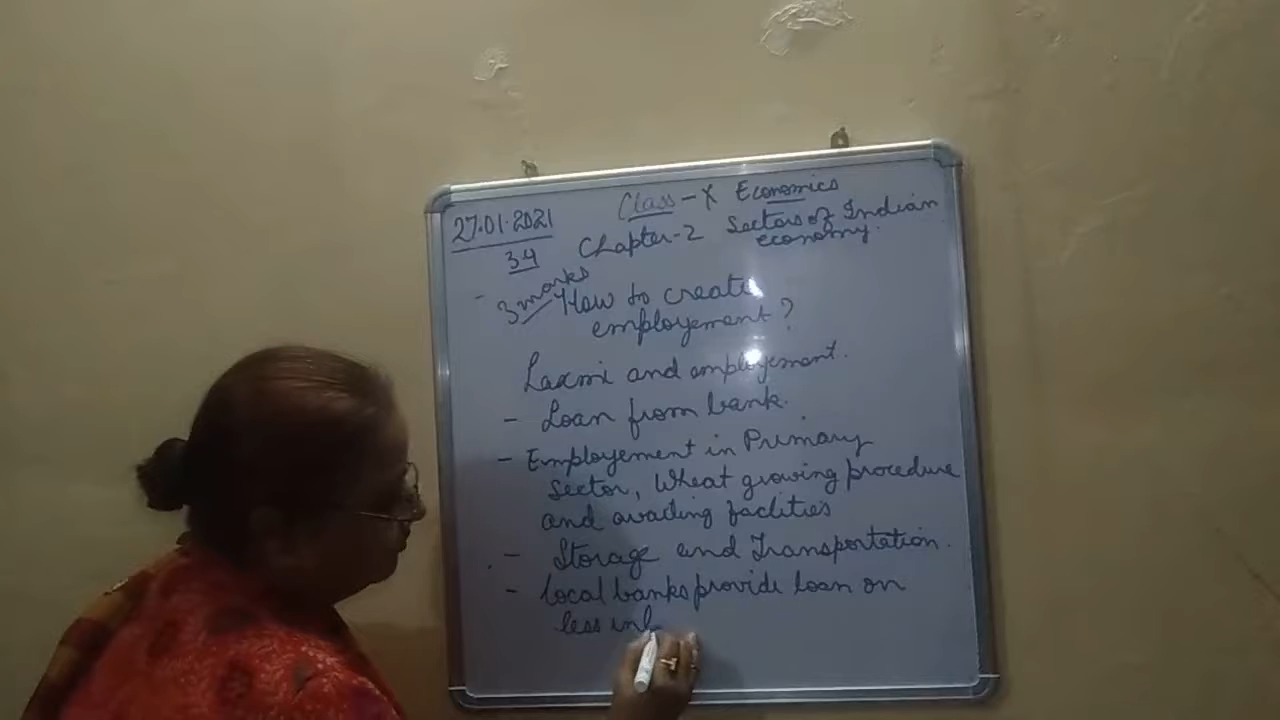 Class - X Economics
27.01.2021
Chapter-2 Sectors of Indian
economy.
34
3 marks
How to create
employement?
Laxmi and employement.
- Loan from bank.
- Employement in Primary
Sector, Wheat growing procedure
and availing faclities
- Storage and Transportation.
- Local banks provide loan on
less int